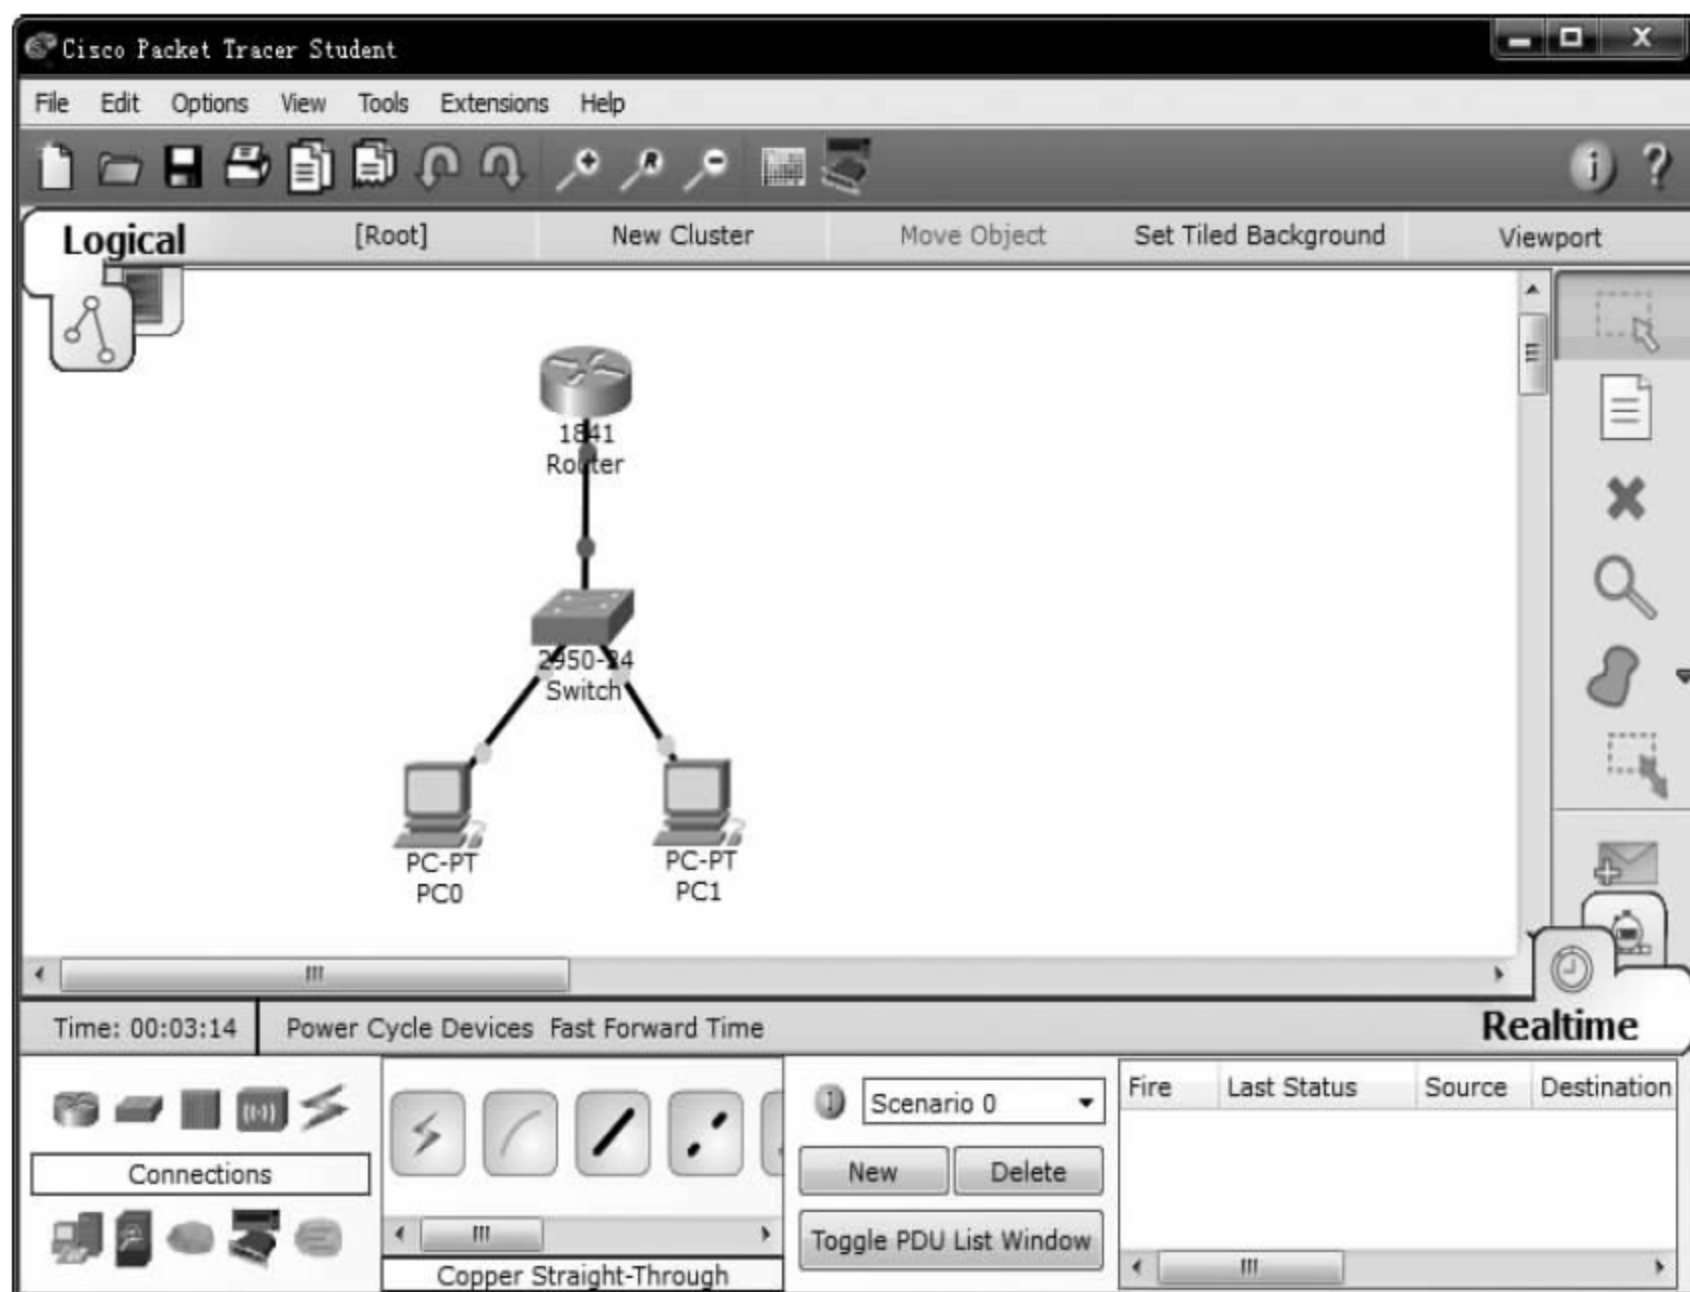 Cisco Packet Tracer Student
File Edit Options View Tools Extensions Help
Logical [Root] New Cluster Move Object Set Tiled Background Viewport
1841
Router
2950-24
Switch
PC-PT
PC0
PC-PT
PC1
Time: 00:03:14 Power Cycle Devices Fast Forward Time Realtime
Connections
Copper Straight-Through
Scenario 0
New Delete
Toggle PDU List Window
Fire Last Status Source Destination